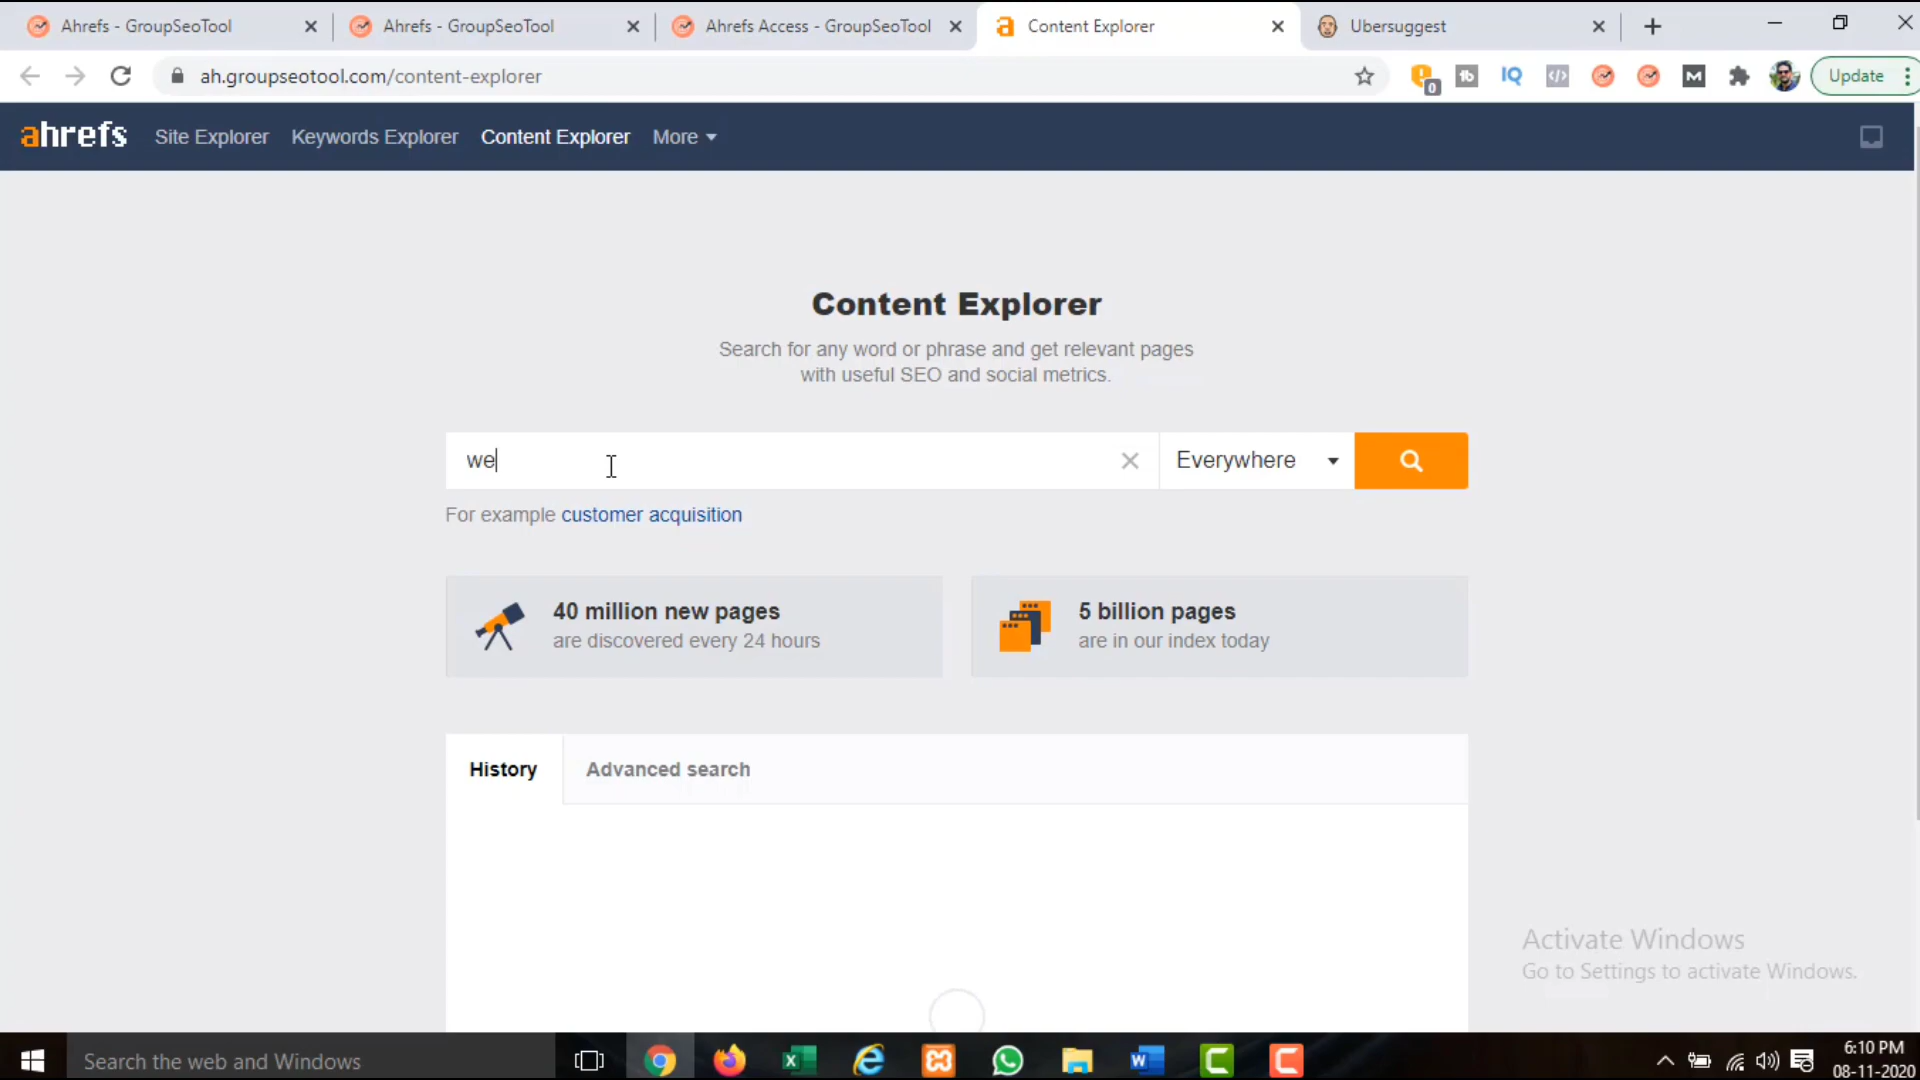 Ahrefs - GroupSeoTool
Ahrefs - GroupSeoTool
Ahrefs Access - GroupSeoTool
Content Explorer
Ubersuggest
ah.groupseotool.com/content-explorer
0
1b
IQ
</>
M
Update
ahrefs
Site Explorer
Keywords Explorer
Content Explorer
More
Content Explorer
Search for any word or phrase and get relevant pages
with useful SEO and social metrics.
we
Everywhere
For example customer acquisition
40 million new pages
are discovered every 24 hours
5 billion pages
are in our index today
History
Advanced search
Activate Windows
Go to Settings to activate Windows.
Search the web and Windows
6:10 PM
08-11-2020